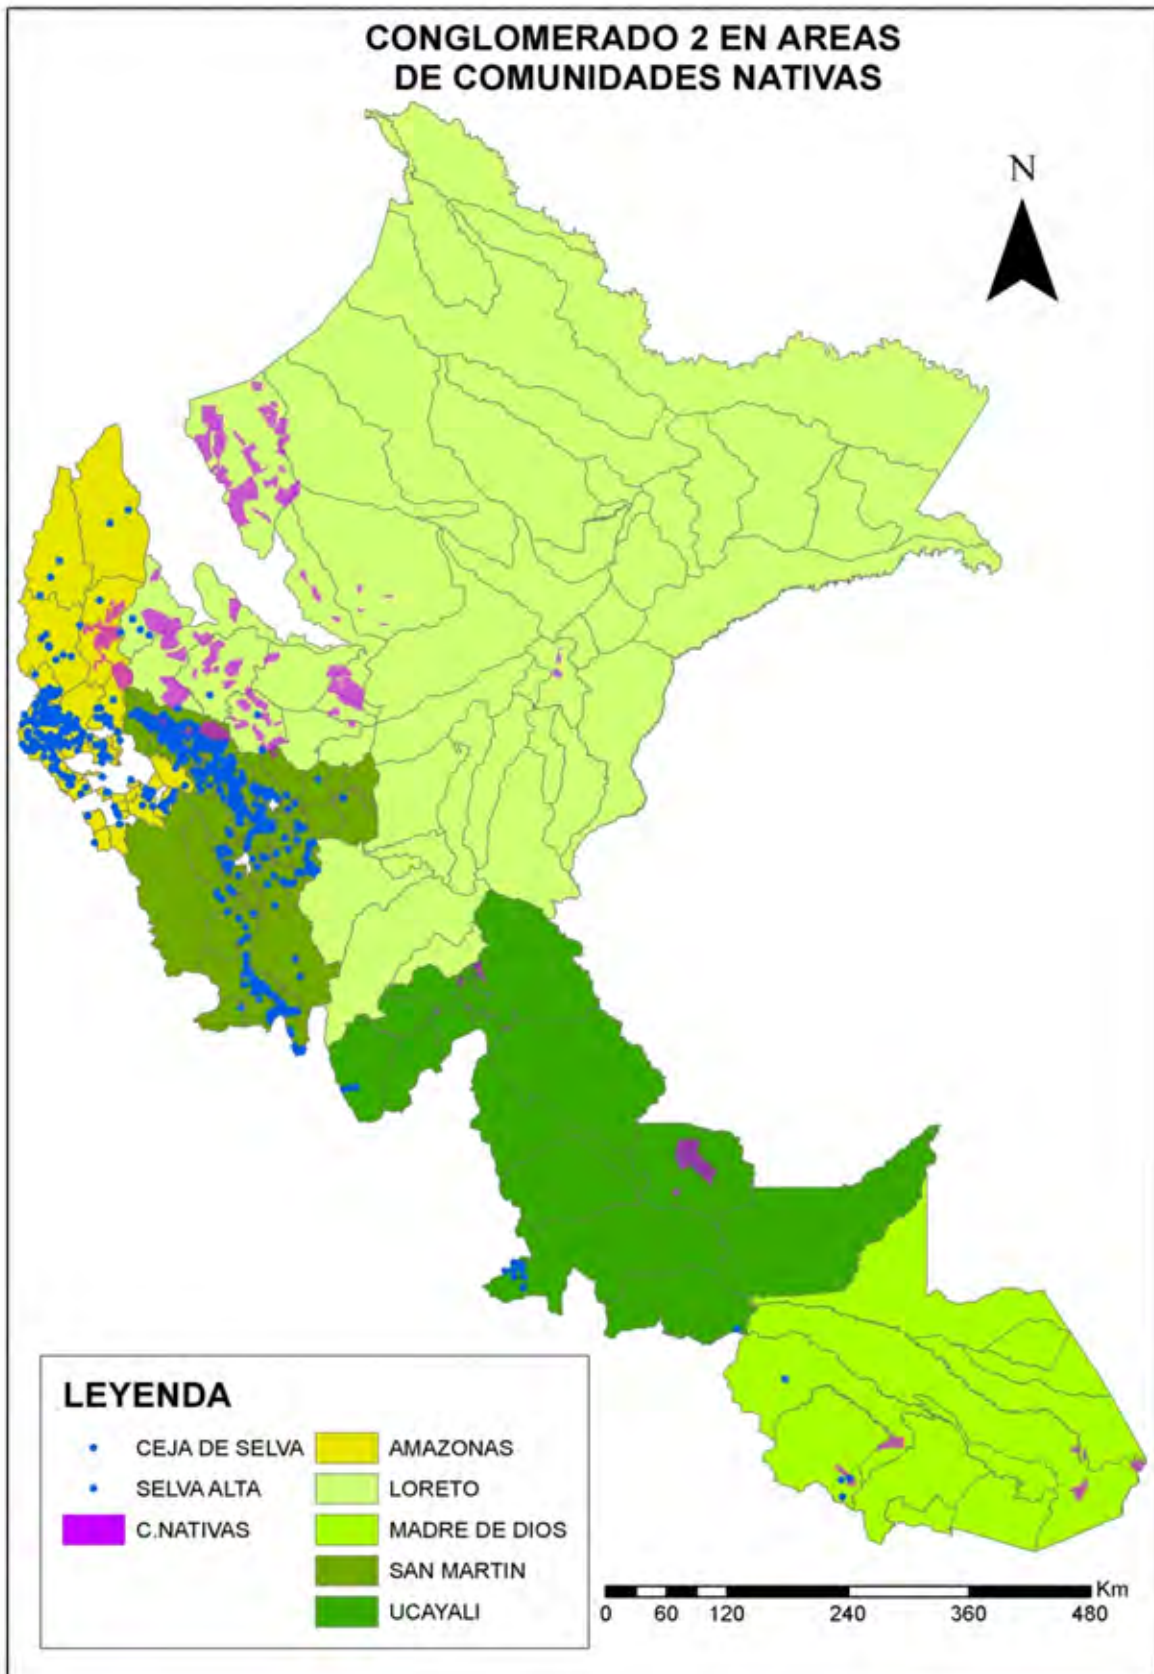 CONGLOMERADO 2 EN AREAS
DE COMUNIDADES NATIVAS
N
LEYENDA
CEJA DE SELVA
SELVA ALTA
C.NATIVAS
AMAZONAS
LORETO
MADRE DE DIOS
SAN MARTIN
UCAYALI
Km
0 60 120 240 360 480